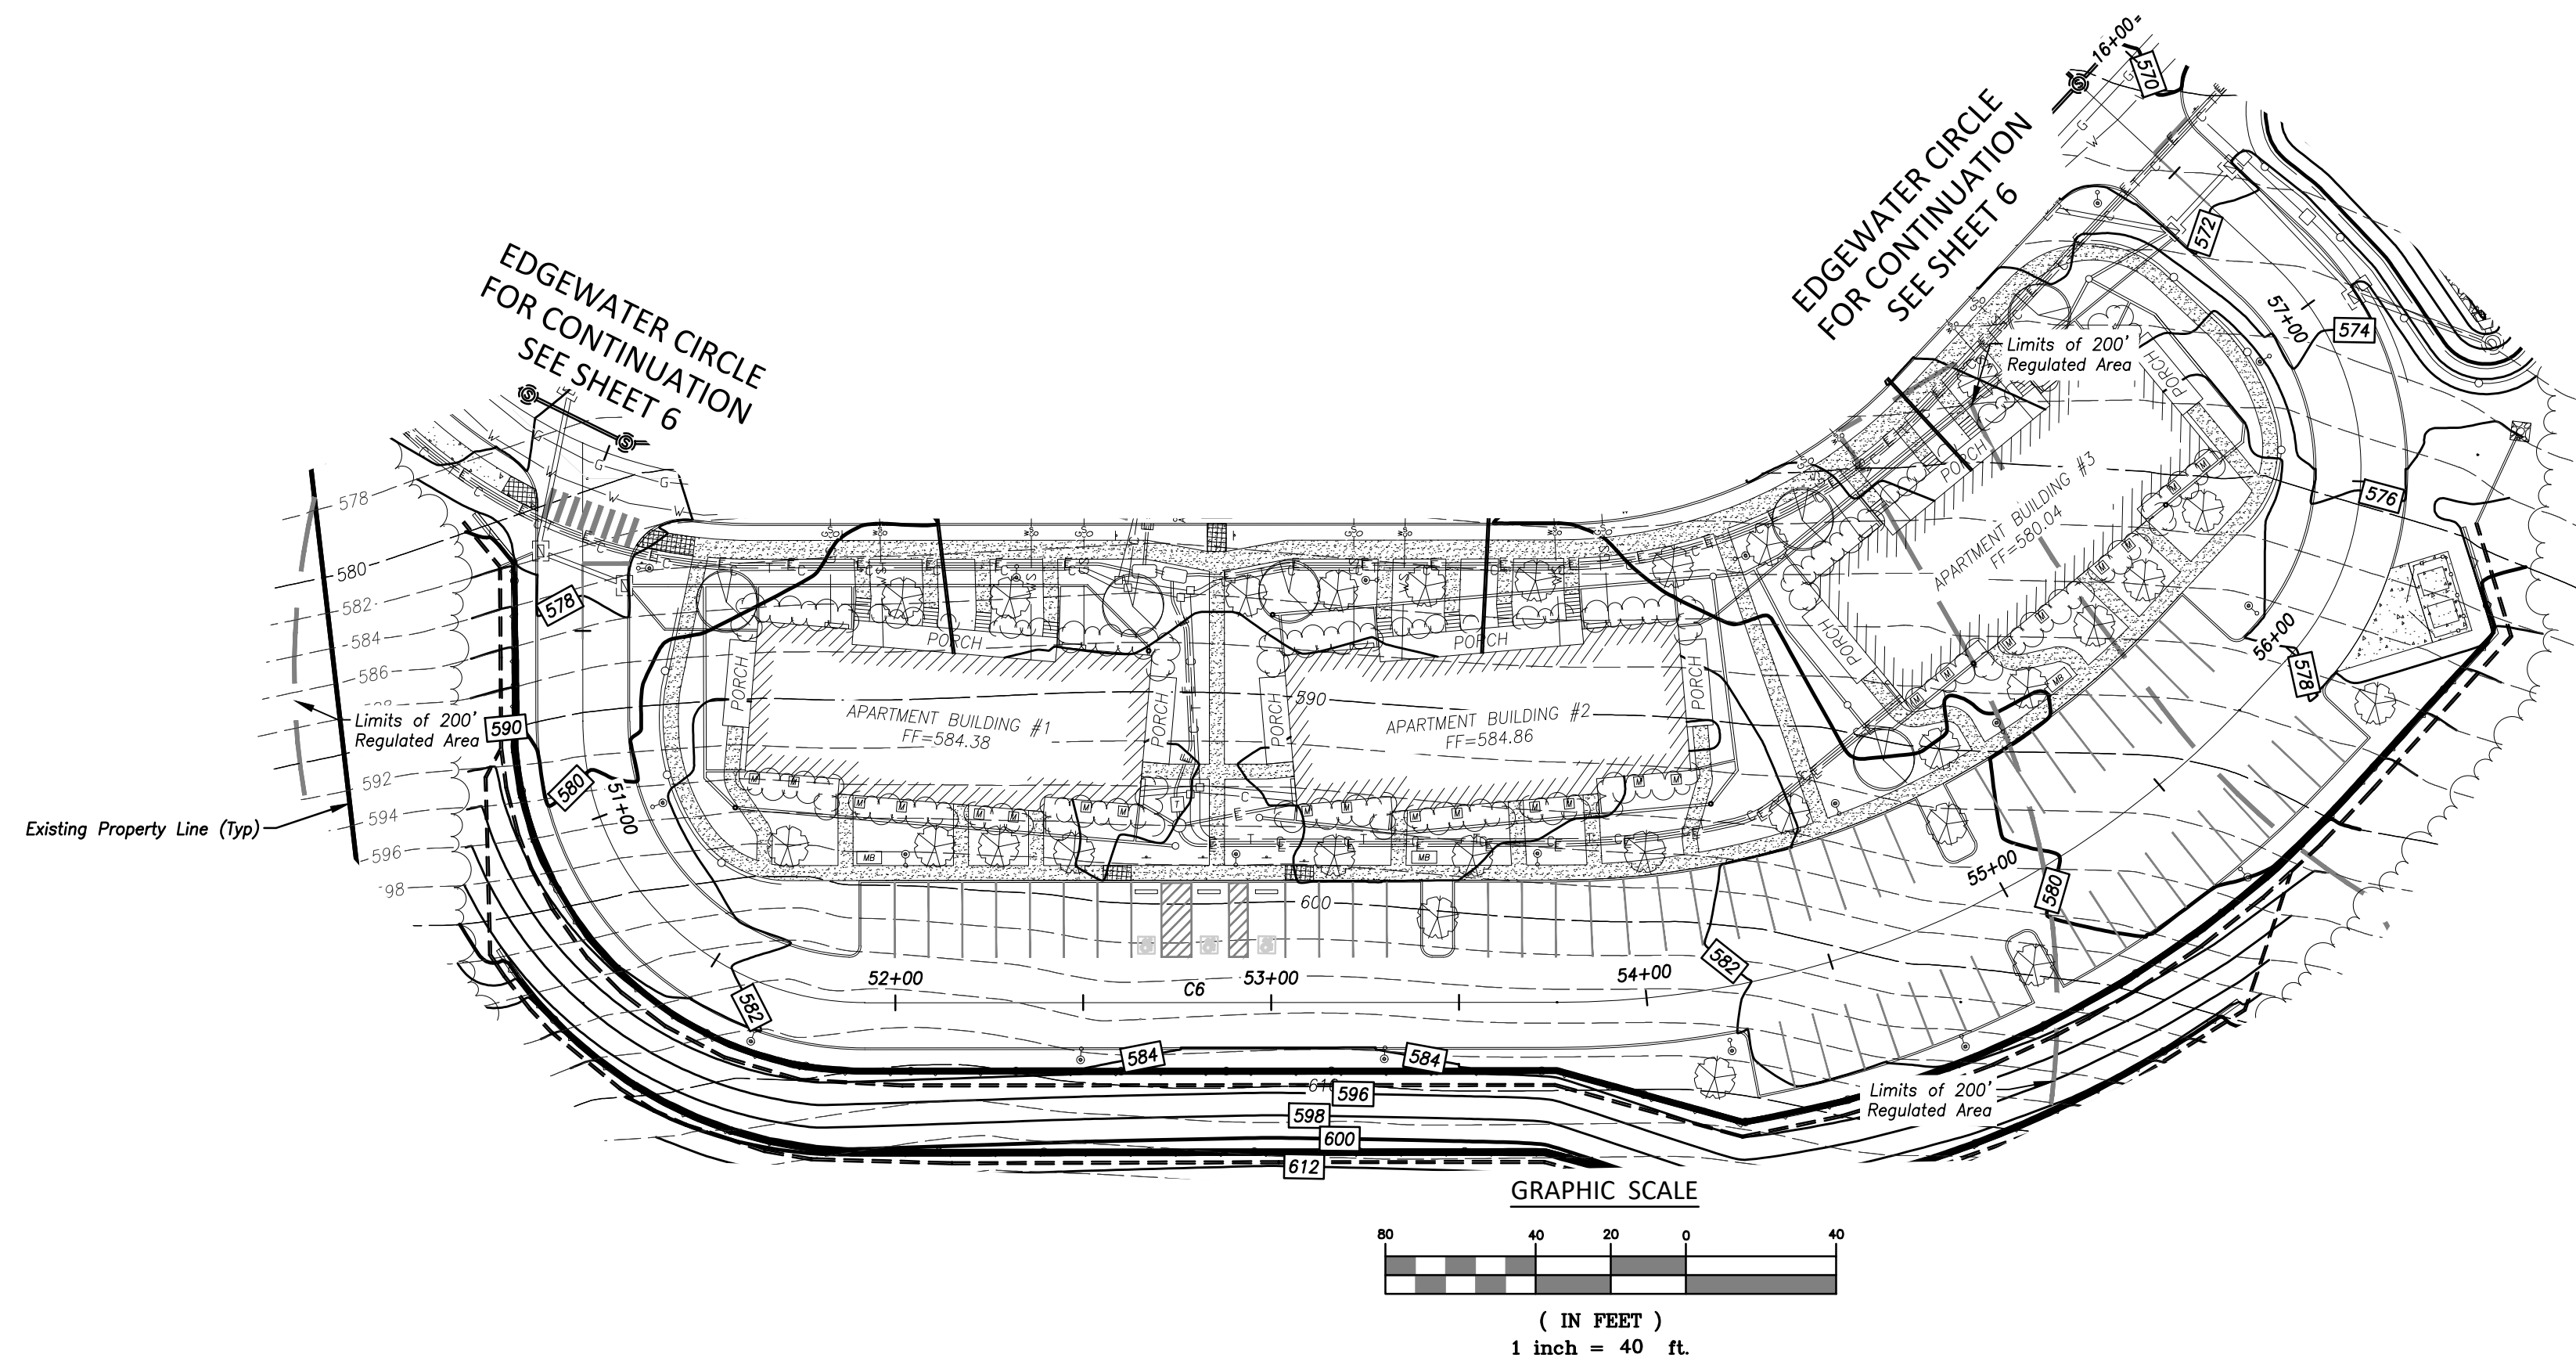 16+00=
570
EDGEWATER CIRCLE
FOR CONTINUATION
SEE SHEET 6
EDGEWATER CIRCLE
FOR CONTINUATION
SEE SHEET 6
572
57+00
574
Limits of 200'
Regulated Area
PORCH
PORCH
PORCH
APARTMENT BUILDING #3
FF=580.04
576
56+00
578
578
580
582
584
586
Limits of 200'
Regulated Area
590
592
594
596
98
Existing Property Line (Typ)
578
580
51+00
PORCH
PORCH
PORCH
APARTMENT BUILDING #1
FF=584.38
590
PORCH
PORCH
PORCH
APARTMENT BUILDING #2
FF=584.86
MB
MB
MB
600
55+00
580
582
582
52+00
53+00
54+00
C6
584
584
596
598
600
612
Limits of 200'
Regulated Area
GRAPHIC SCALE
80 40 20 0 40
( IN FEET )
1 inch = 40 ft.